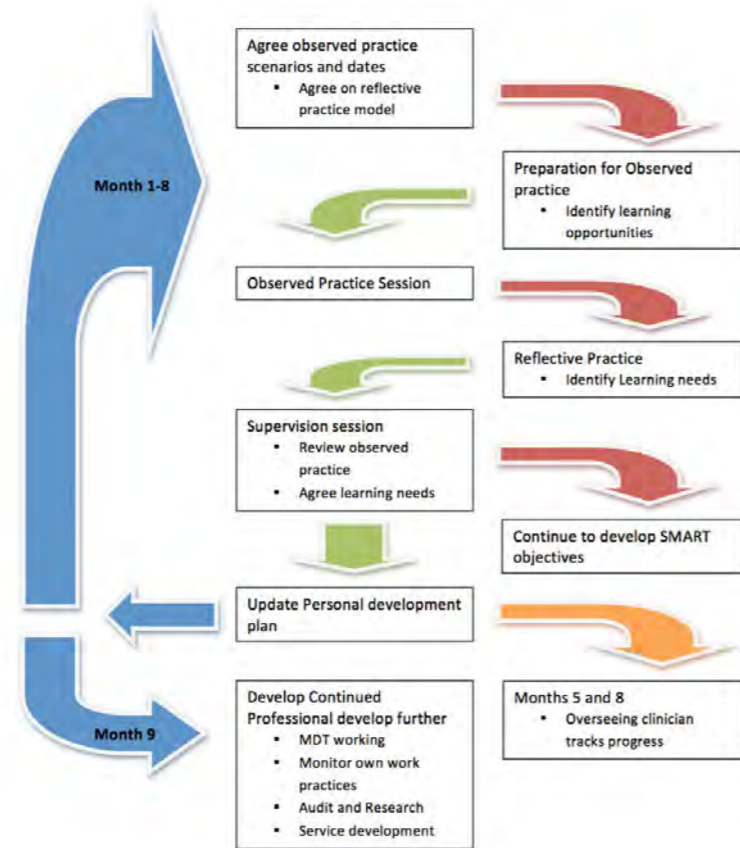 Agree observed practice
scenarios and dates
▪ Agree on reflective
practice model
Month 1-8
Preparation for Observed
practice
▪ Identify learning
opportunities
Observed Practice Session
Reflective Practice
▪ Identify Learning needs
Supervision session
▪ Review observed
practice
▪ Agree learning needs
Continue to develop SMART
objectives
Update Personal development
plan
Develop Continued
Professional develop further
▪ MDT working
▪ Monitor own work
practices
▪ Audit and Research
▪ Service development
Months 5 and 8
▪ Overseeing clinician
tracks progress
Month 9